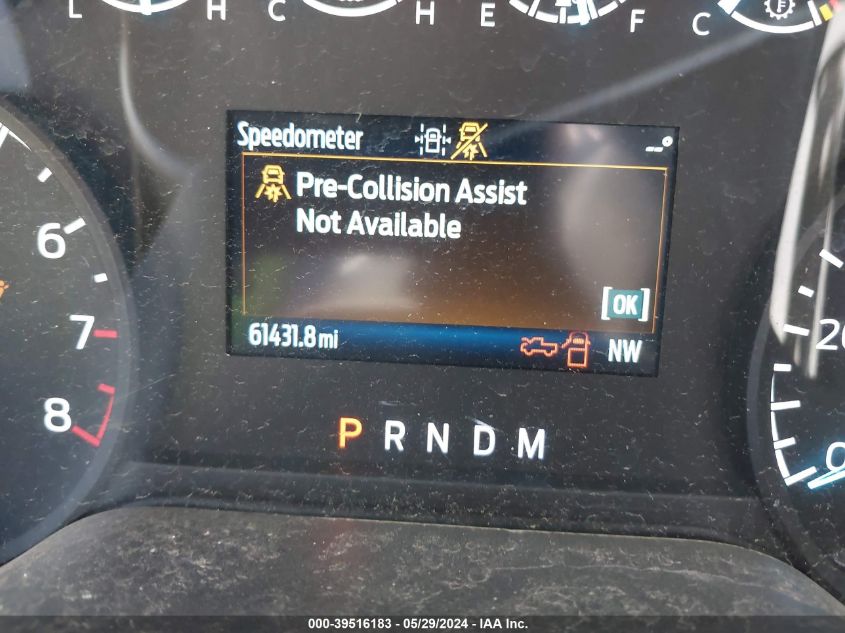 L H C H E F C
Speedometer --°
Pre-Collision Assist
Not Available
6
[OK]
7
61431.8 mi NW
20
8
P R N D M
0
000-39516183 - 05/29/2024 - IAA Inc.